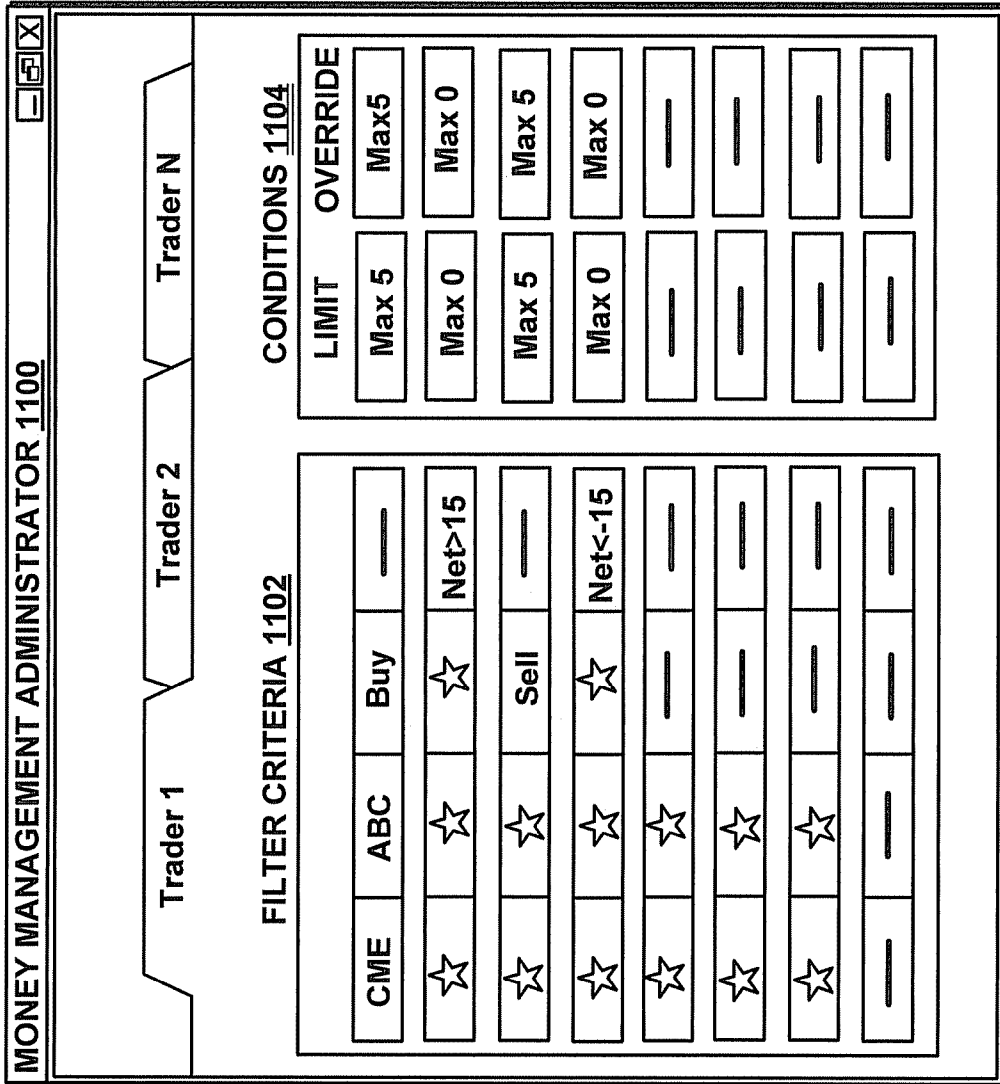 MONEY MANAGEMENT ADMINISTRATOR 1100
Trader 1 Trader 2 Trader N
FILTER CRITERIA 1102
CME ABC Buy —
☆ ☆ ☆ Net>15
☆ ☆ Sell —
☆ ☆ ☆ Net<-15
☆ ☆ — —
☆ ☆ — —
☆ ☆ — —
— — — —
CONDITIONS 1104
LIMIT OVERRIDE
Max 5 Max5
Max 0 Max 0
Max 5 Max 5
Max 0 Max 0
— —
— —
— —
— —